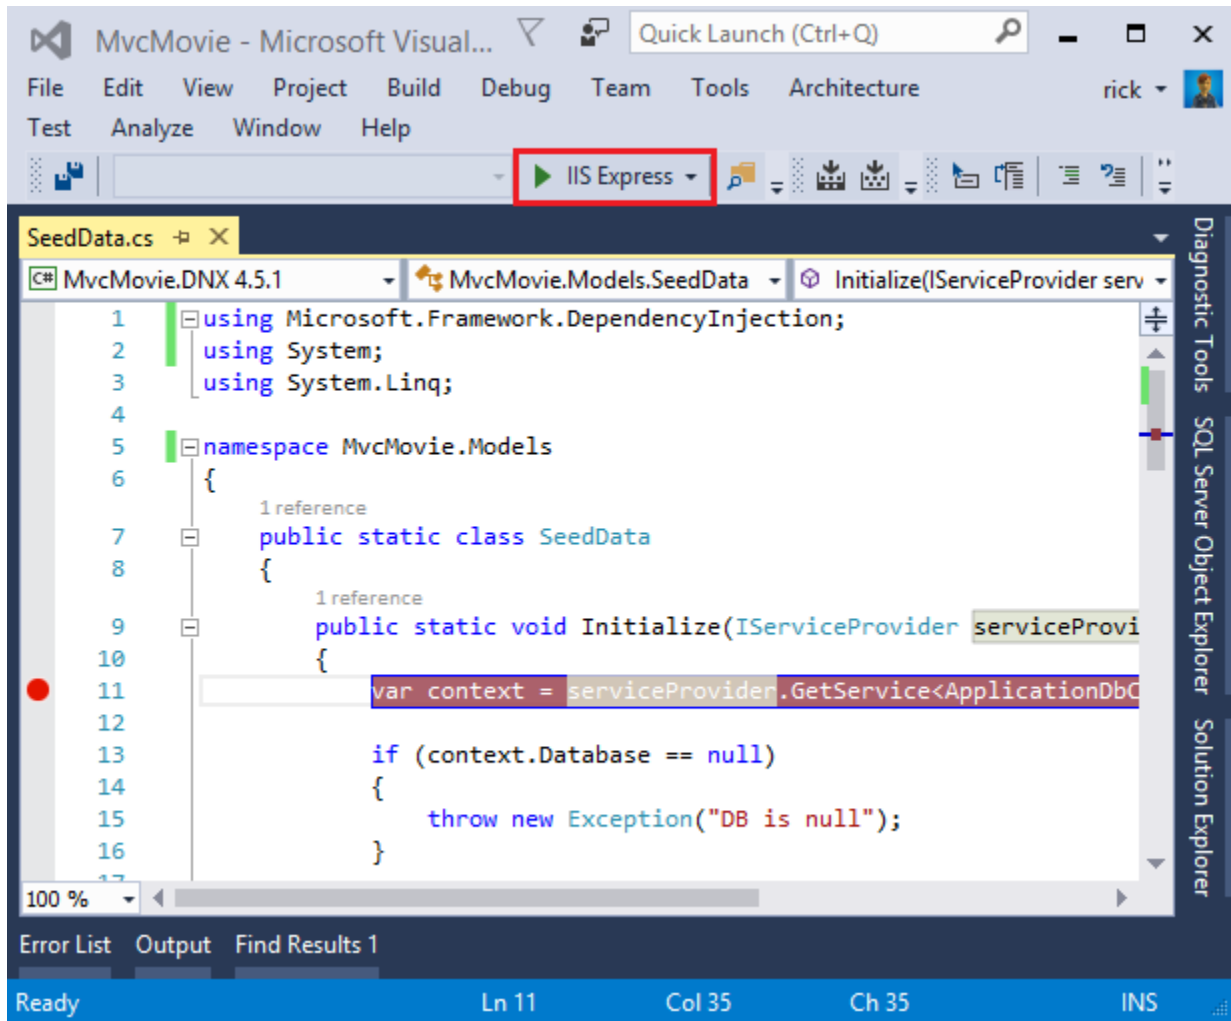 MvcMovie - Microsoft Visual... Quick Launch (Ctrl+Q)
File Edit View Project Build Debug Team Tools Architecture rick
Test Analyze Window Help
IIS Express
SeedData.cs
C# MvcMovie.DNX 4.5.1 MvcMovie.Models.SeedData Initialize(IServiceProvider serv
1 using Microsoft.Framework.DependencyInjection;
2 using System;
3 using System.Linq;
4
5 namespace MvcMovie.Models
6 {
1 reference
7 public static class SeedData
8 {
1 reference
9 public static void Initialize(IServiceProvider serviceProvi
10 {
11 var context = serviceProvider.GetService<ApplicationDbC
12
13 if (context.Database == null)
14 {
15 throw new Exception("DB is null");
16 }
17
100 %
Diagnostic Tools
SQL Server Object Explorer
Solution Explorer
Error List Output Find Results 1
Ready Ln 11 Col 35 Ch 35 INS